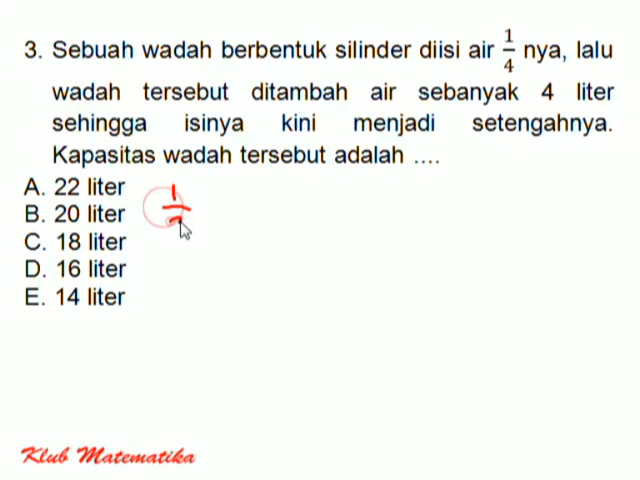 3. Sebuah wadah berbentuk silinder diisi air 1/4 nya, lalu
wadah tersebut ditambah air sebanyak 4 liter
sehingga isinya kini menjadi setengahnya.
Kapasitas wadah tersebut adalah ....
A. 22 liter
B. 20 liter
C. 18 liter
D. 16 liter
E. 14 liter
1
Klub Matematika